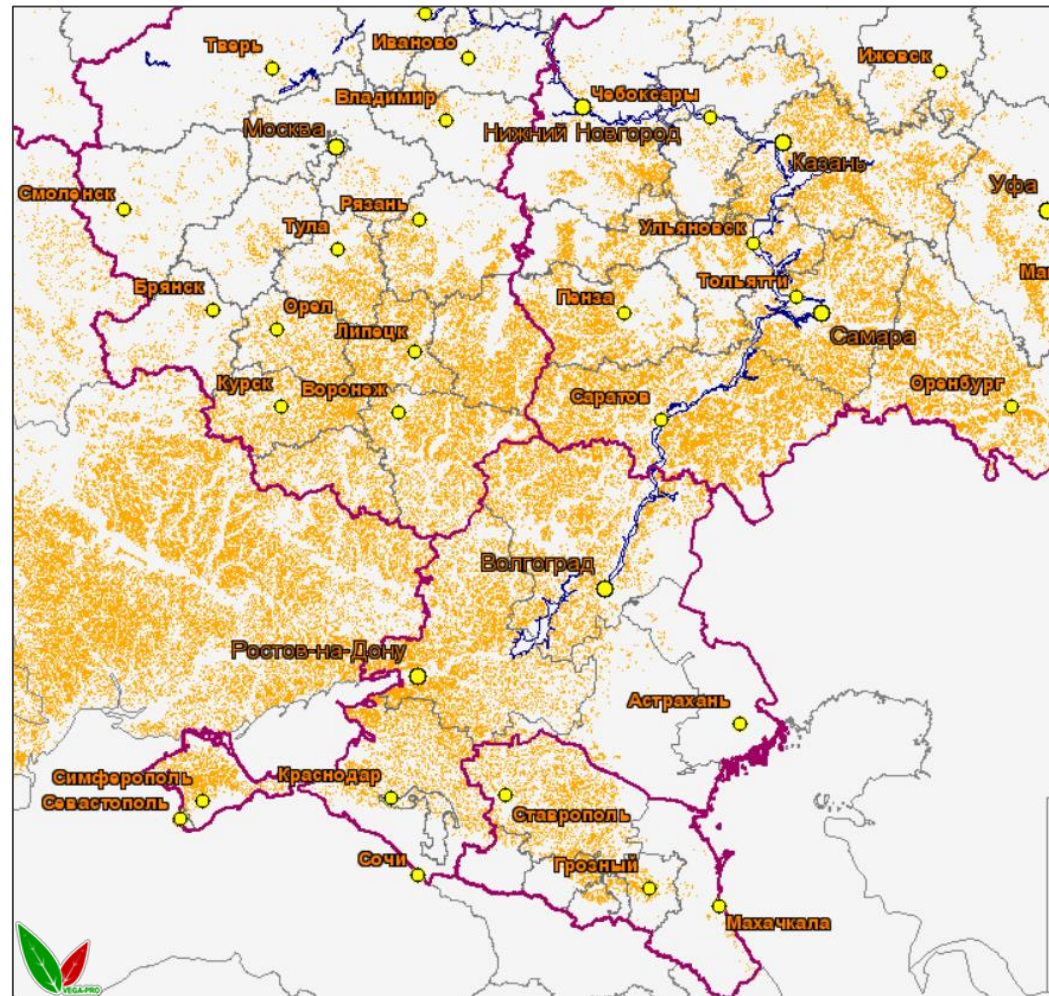 Тверь
Иваново
Ижевск
Владимир
Чебоксары
Москва
Нижний Новгород
Казань
Смоленск
Рязань
Уфа
Тула
Ульяновск
Ма
Тольятти
Брянск
Орел
Пенза
Липецк
Самара
Курск
Воронеж
Саратов
Оренбург
Волгоград
Ростов-на-Дону
Астрахань
Симферополь
Краснодар
Севастополь
Ставрополь
Сочи
Грозный
Махачкала
VEGA-PRO